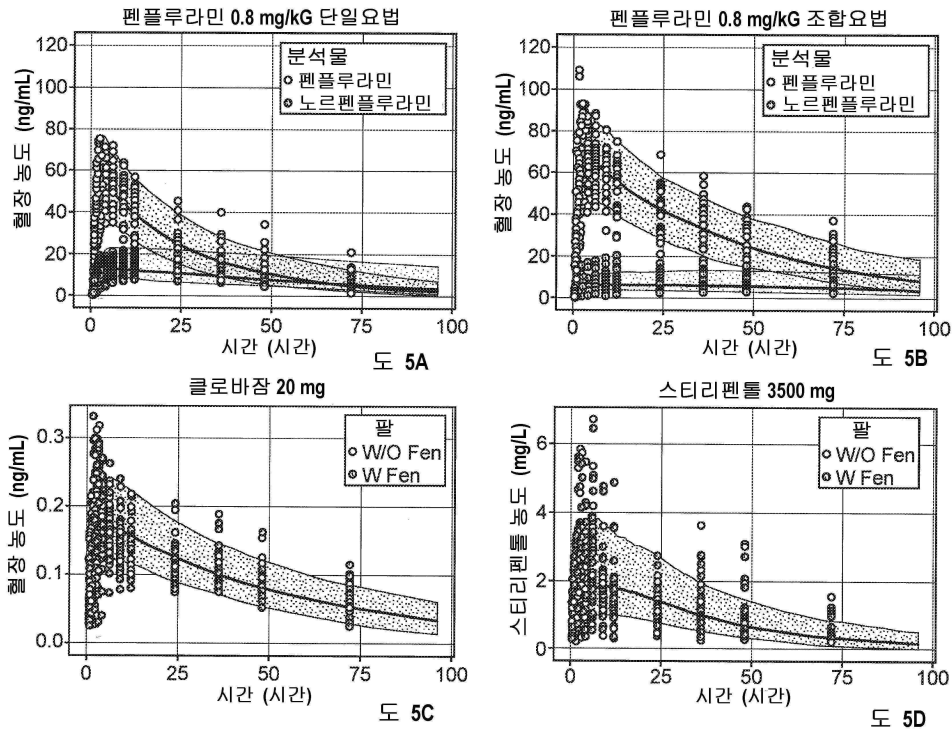 펜플루라민 0.8 mg/kG 단일요법
혈장 농도 (ng/mL)
120
100
80
60
40
20
0
분석물
펜플루라민
노르펜플루라민
0 25 50 75 100
시간 (시간)
도 5A
펜플루라민 0.8 mg/kG 조합요법
혈장 농도 (ng/mL)
120
100
80
60
40
20
0
분석물
펜플루라민
노르펜플루라민
0 25 50 75 100
시간 (시간)
도 5B
클로바잠 20 mg
혈장 농도 (ng/mL)
0.3
0.2
0.1
0.0
팔
W/O Fen
W Fen
0 25 50 75 100
시간 (시간)
도 5C
스티리펜톨 3500 mg
스티리펜톨 농도 (mg/L)
6
4
2
0
팔
W/O Fen
W Fen
0 25 50 75 100
시간 (시간)
도 5D